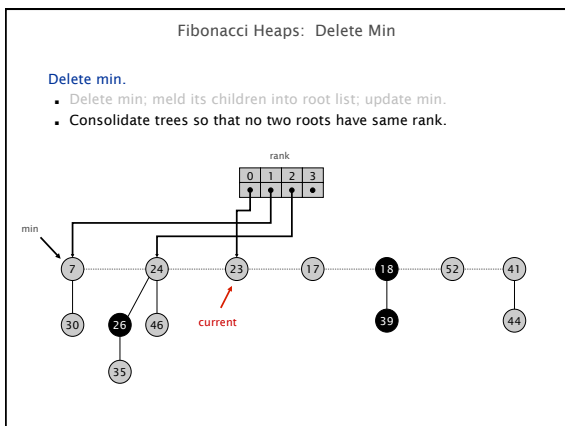 Fibonacci Heaps: Delete Min
Delete min.
▪ Delete min; meld its children into root list; update min.
▪ Consolidate trees so that no two roots have same rank.
rank
0 1 2 3
min
7 24 23 17 18 52 41
current
30 26 46 39 44
35